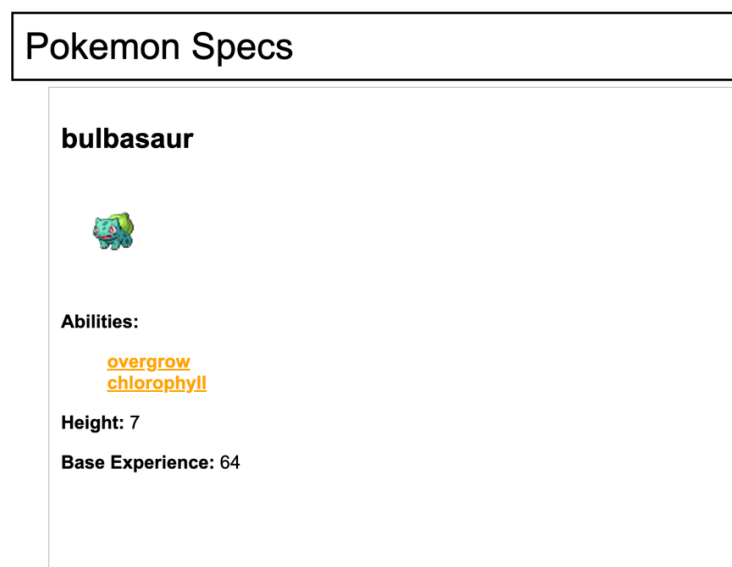 Pokemon Specs
bulbasaur
Abilities:
overgrow
chlorophyll
Height: 7
Base Experience: 64